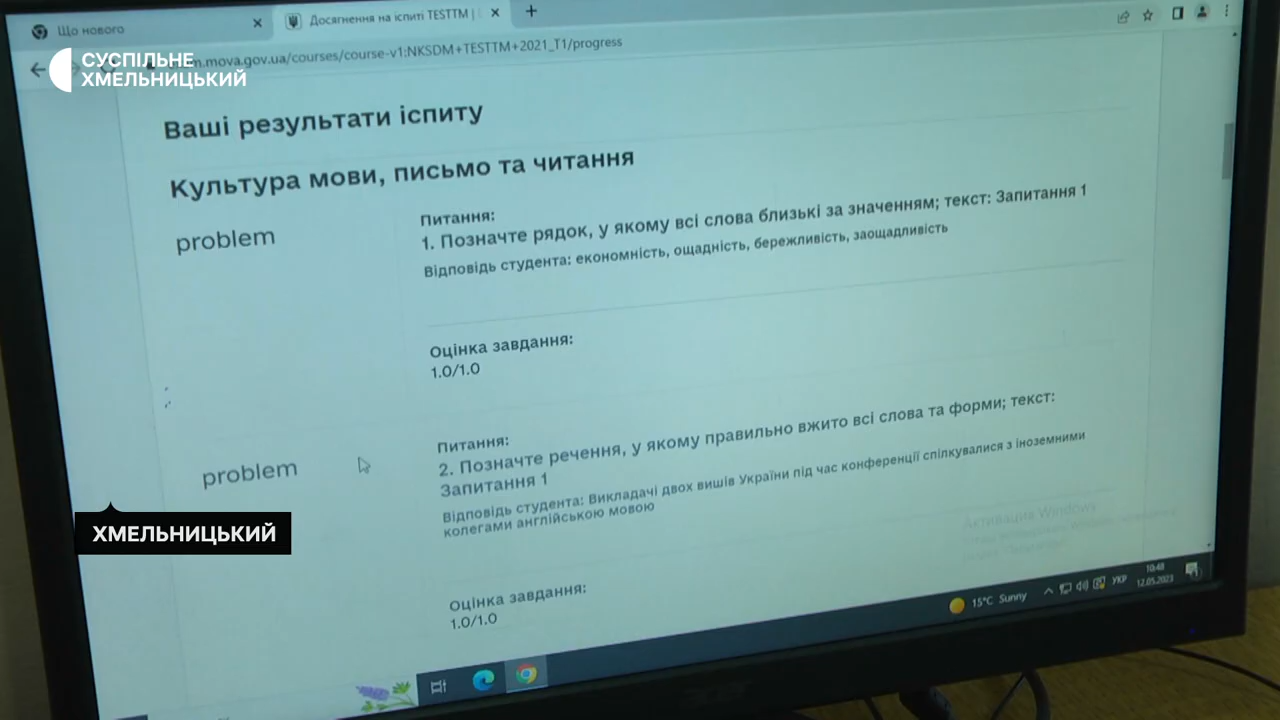 Що нового
Досягнення на іспиті TESTTM |
.mova.gov.ua/courses/course-v1:NKSDM+TESTTM+2021_T1/progress
СУСПІЛЬНЕ
ХМЕЛЬНИЦЬКИЙ
Ваші результати іспиту
Культура мови, письмо та читання
problem
Питання:
1. Позначте рядок, у якому всі слова близькі за значенням; текст: Запитання 1
Відповідь студента: економність, ощадність, бережливість, заощадливість
Оцінка завдання:
1.0/1.0
problem
Питання:
2. Позначте речення, у якому правильно вжито всі слова та форми; текст:
Запитання 1
Відповідь студента: Викладачі двох вишів України під час конференції спілкувалися з іноземними
колегами англійською мовою
ХМЕЛЬНИЦЬКИЙ
Активация Windows
Оцінка завдання:
1.0/1.0
15°C Sunny
УКР
10:48
12.05.2023